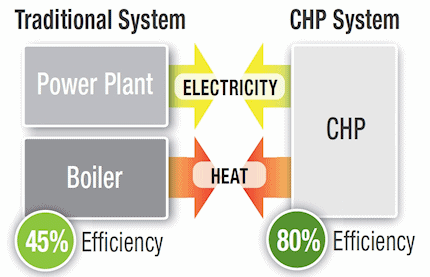 Traditional System
CHP System
Power Plant
ELECTRICITY
CHP
Boiler
HEAT
45% Efficiency
80% Efficiency